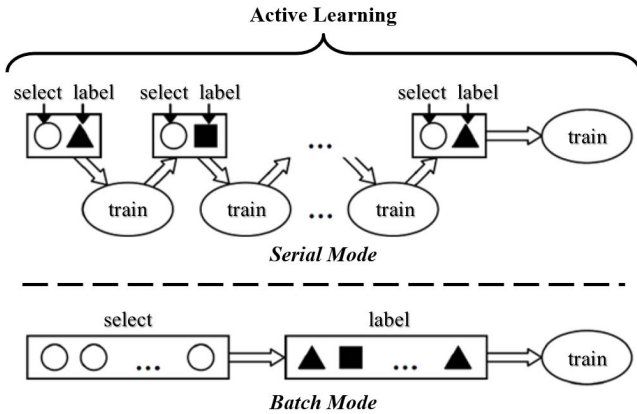 Active Learning
select label select label select label
... train
train train ... train
Serial Mode
select label
... ... train
Batch Mode